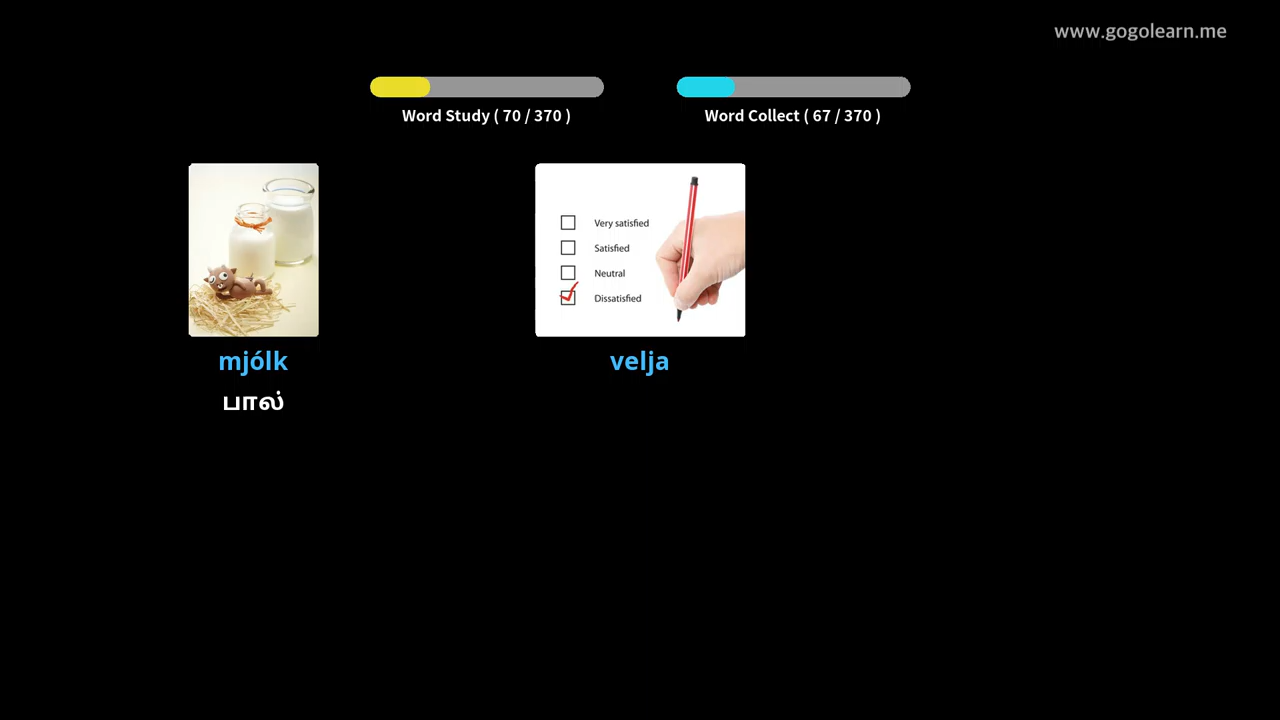 www.gogolearn.me
Word Study ( 70 / 370 )
Word Collect ( 67 / 370 )
Very satisfied
Satisfied
Neutral
Dissatisfied
mjólk
velja
பால்